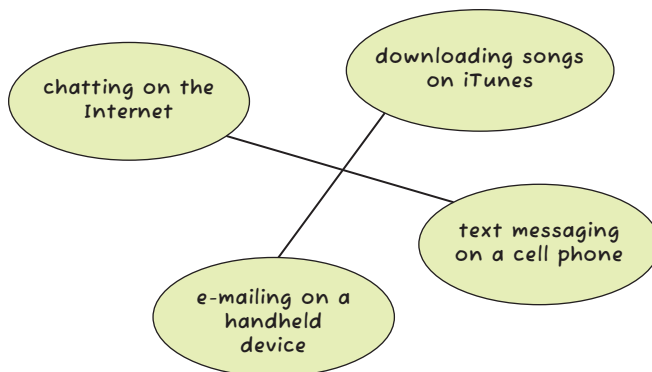 chatting on the
Internet
downloading songs
on iTunes
text messaging
on a cell phone
e-mailing on a
handheld
device